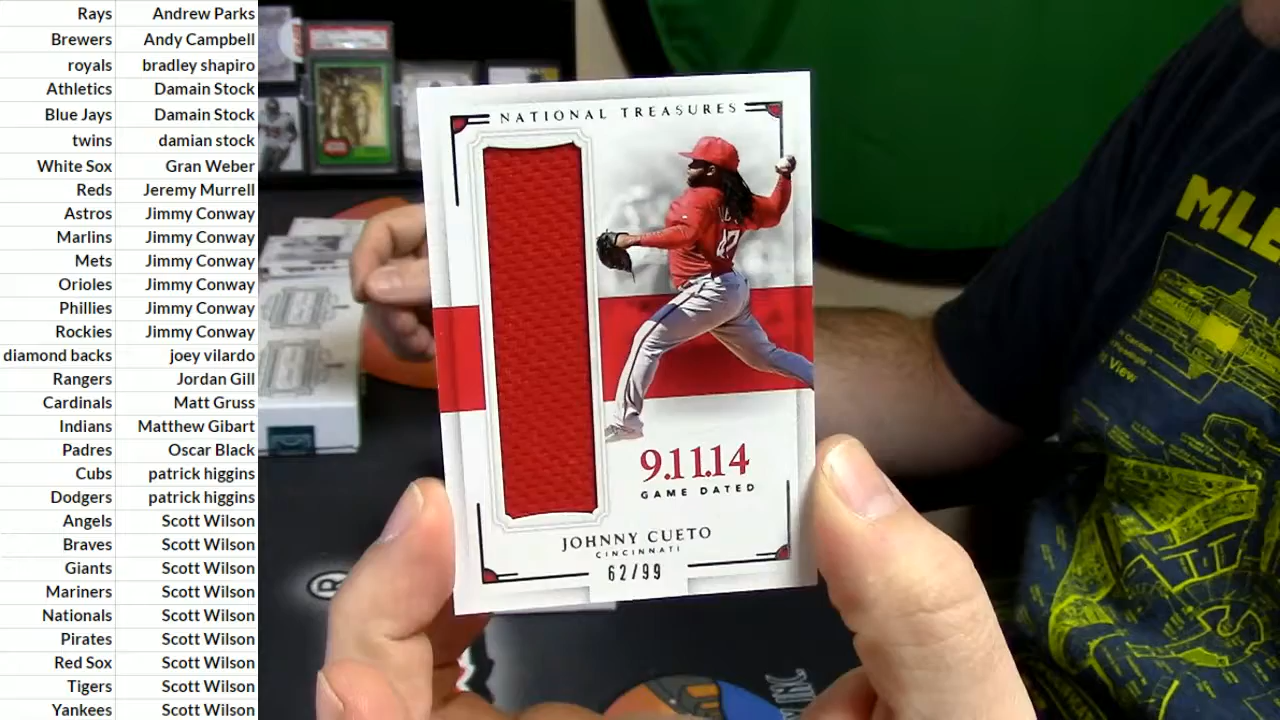 Rays Andrew Parks
Brewers Andy Campbell
royals bradley shapiro
Athletics Damain Stock
Blue Jays Damain Stock
twins damian stock
White Sox Gran Weber
Reds Jeremy Murrell
Astros Jimmy Conway
Marlins Jimmy Conway
Mets Jimmy Conway
Orioles Jimmy Conway
Phillies Jimmy Conway
Rockies Jimmy Conway
diamond backs joey vilardo
Rangers Jordan Gill
Cardinals Matt Gruss
Indians Matthew Gibart
Padres Oscar Black
Cubs patrick higgins
Dodgers patrick higgins
Angels Scott Wilson
Braves Scott Wilson
Giants Scott Wilson
Mariners Scott Wilson
Nationals Scott Wilson
Pirates Scott Wilson
Red Sox Scott Wilson
Tigers Scott Wilson
Yankees Scott Wilson
NATIONAL TREASURES
47
9.11.14
GAME DATED
JOHNNY CUETO
CINCINNATI
62/99
View